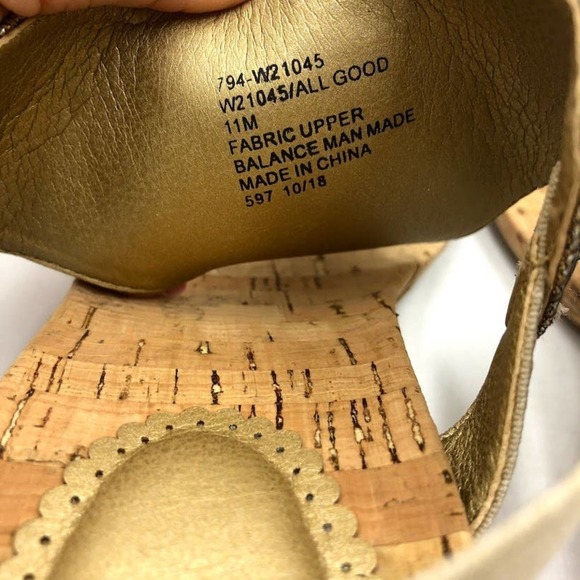 794-W21045
W21045/ALL GOOD
11M
FABRIC UPPER
BALANCE MAN MADE
MADE IN CHINA
597 10/18